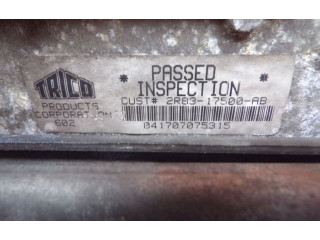 TRICO
PRODUCTS
CORPORATION
602
* PASSED *
INSPECTION
CUST# 2R83-17500-AB
041707075315